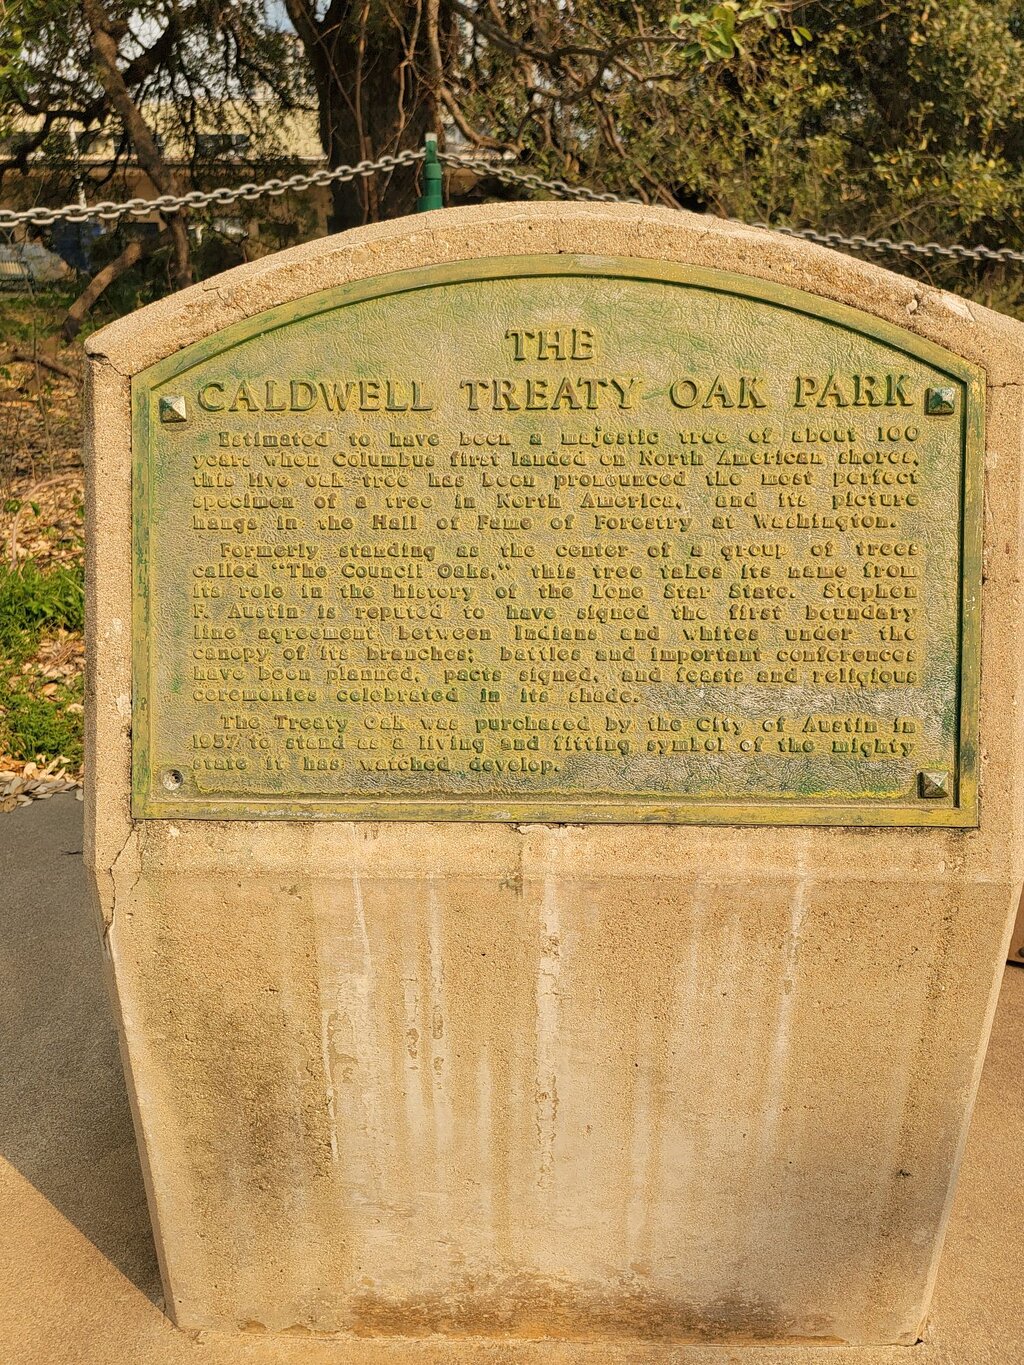 THE
CALDWELL TREATY OAK PARK
Estimated to have been a majestic tree of about 100
years when Columbus first landed on North American shores,
this live oak tree has been pronounced the most perfect
specimen of a tree in North America, and its picture
hangs in the Hall of Fame of Forestry at Washington.
Formerly standing as the center of a group of trees
called "The Council Oaks," this tree takes its name from
its role in the history of the Lone Star State. Stephen
F. Austin is reputed to have signed the first boundary
line agreement between Indians and whites under the
canopy of its branches; battles and important conferences
have been planned, pacts signed, and feasts and religious
ceremonies celebrated in its shade.
The Treaty Oak was purchased by the City of Austin in
1937 to stand as a living and fitting symbol of the mighty
state it has watched develop.